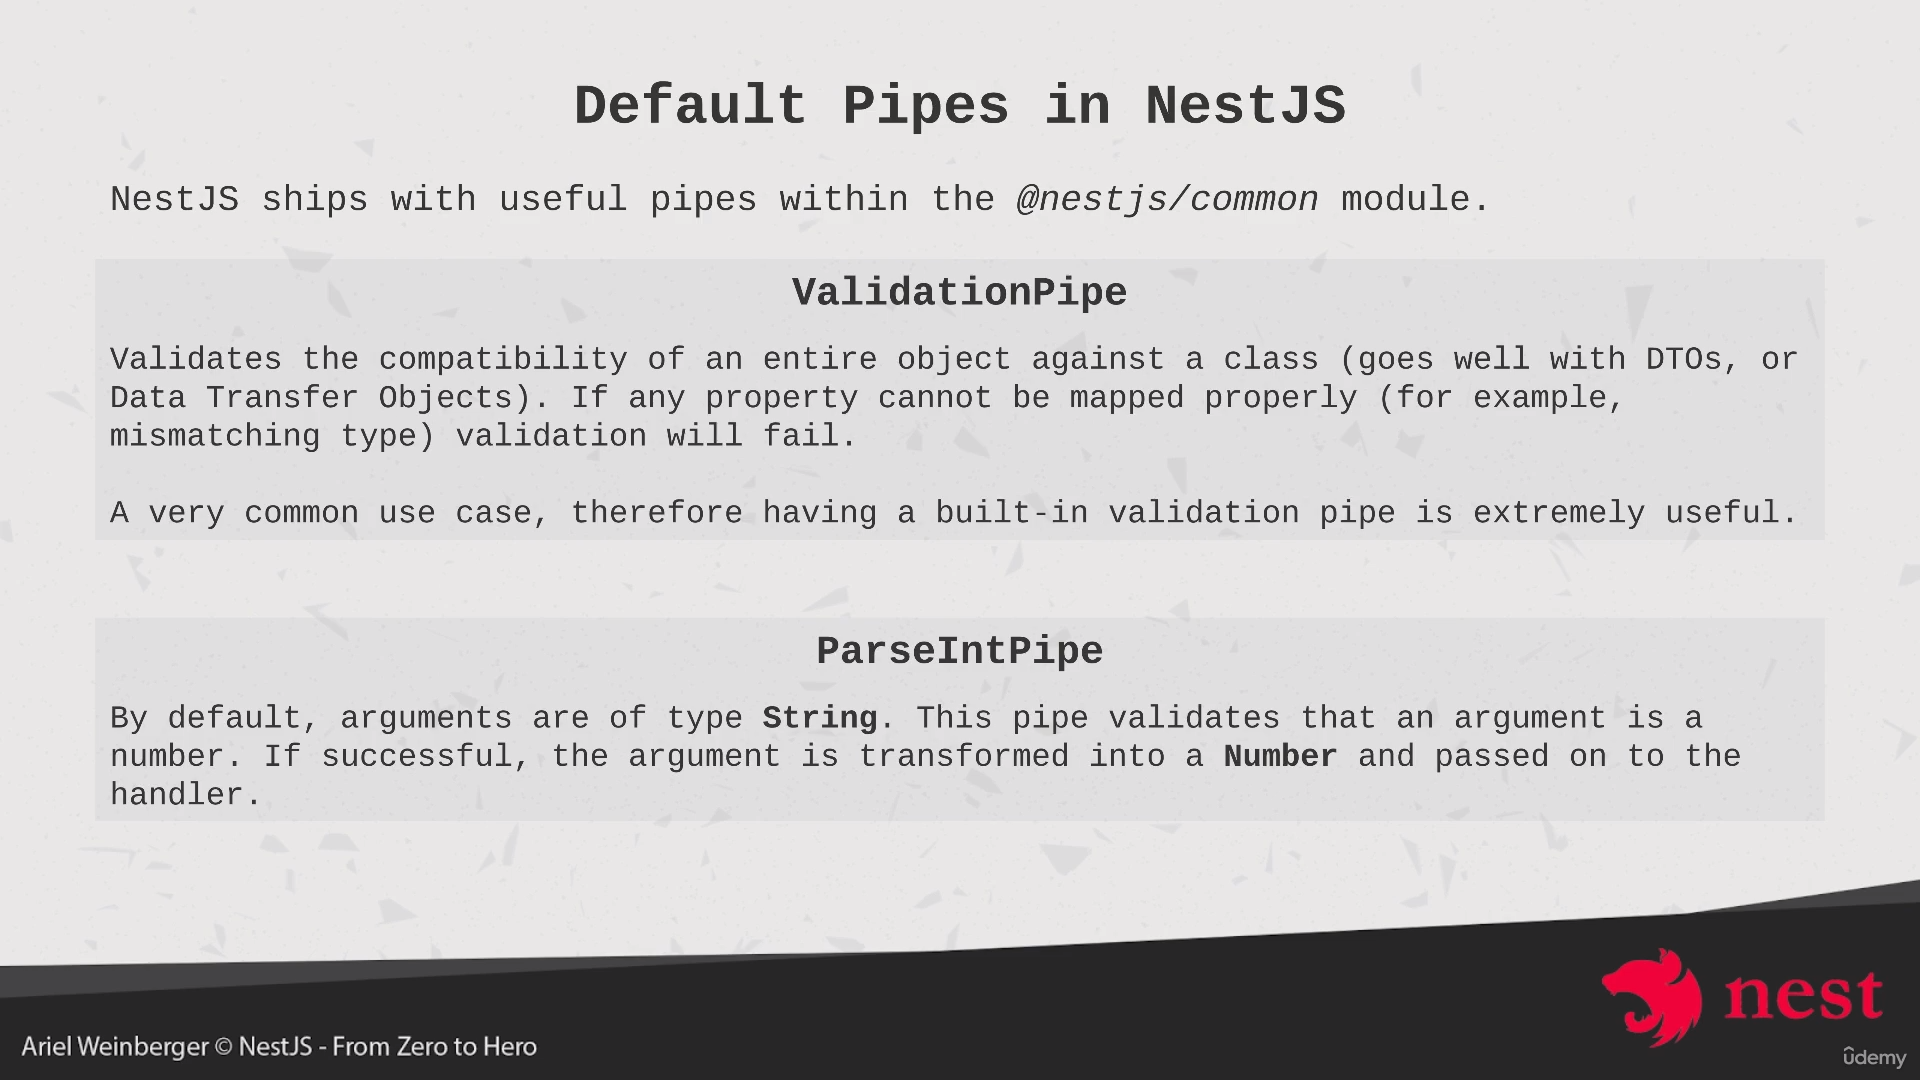 Default Pipes in NestJS
NestJS ships with useful pipes within the @nestjs/common module.
ValidationPipe
Validates the compatibility of an entire object against a class (goes well with DTOs, or
Data Transfer Objects). If any property cannot be mapped properly (for example,
mismatching type) validation will fail.
A very common use case, therefore having a built-in validation pipe is extremely useful.
ParseIntPipe
By default, arguments are of type String. This pipe validates that an argument is a
number. If successful, the argument is transformed into a Number and passed on to the
handler.
nest
Ariel Weinberger © NestJS - From Zero to Hero
ûdemy